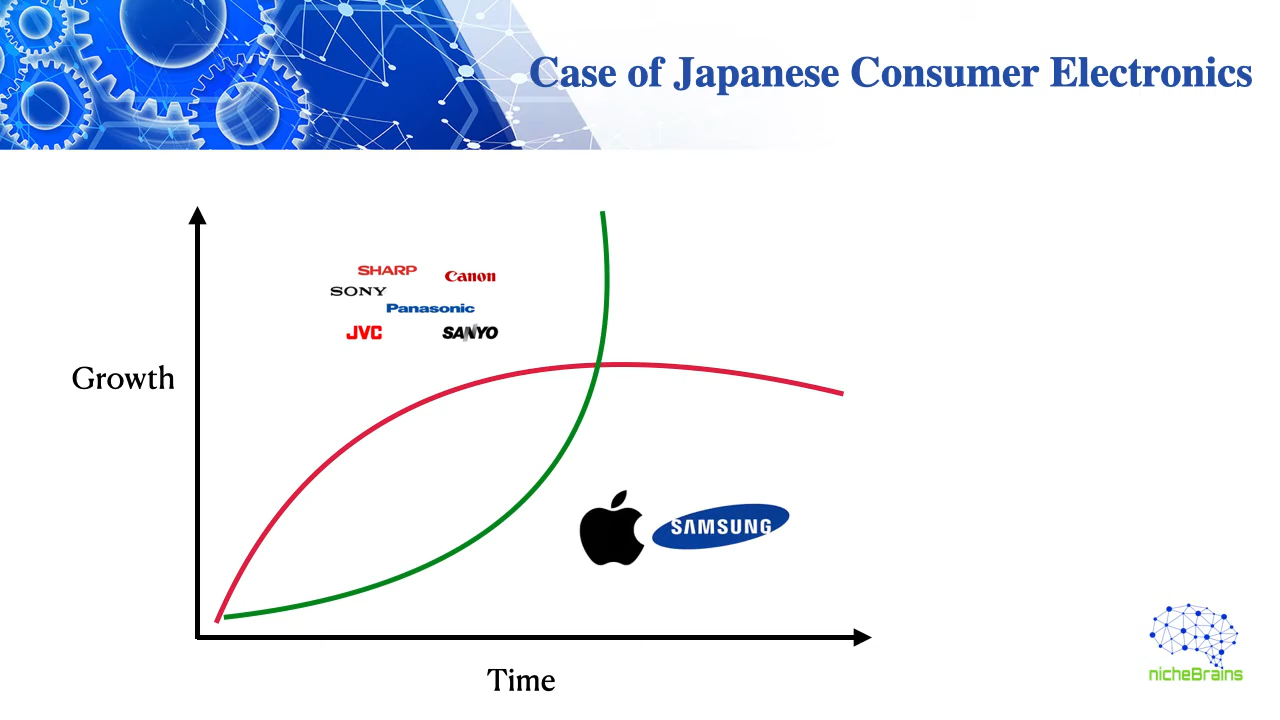 Case of Japanese Consumer Electronics
SHARP
Canon
SONY
Panasonic
JVC
SANYO
Growth
SAMSUNG
Time
nicheBrains